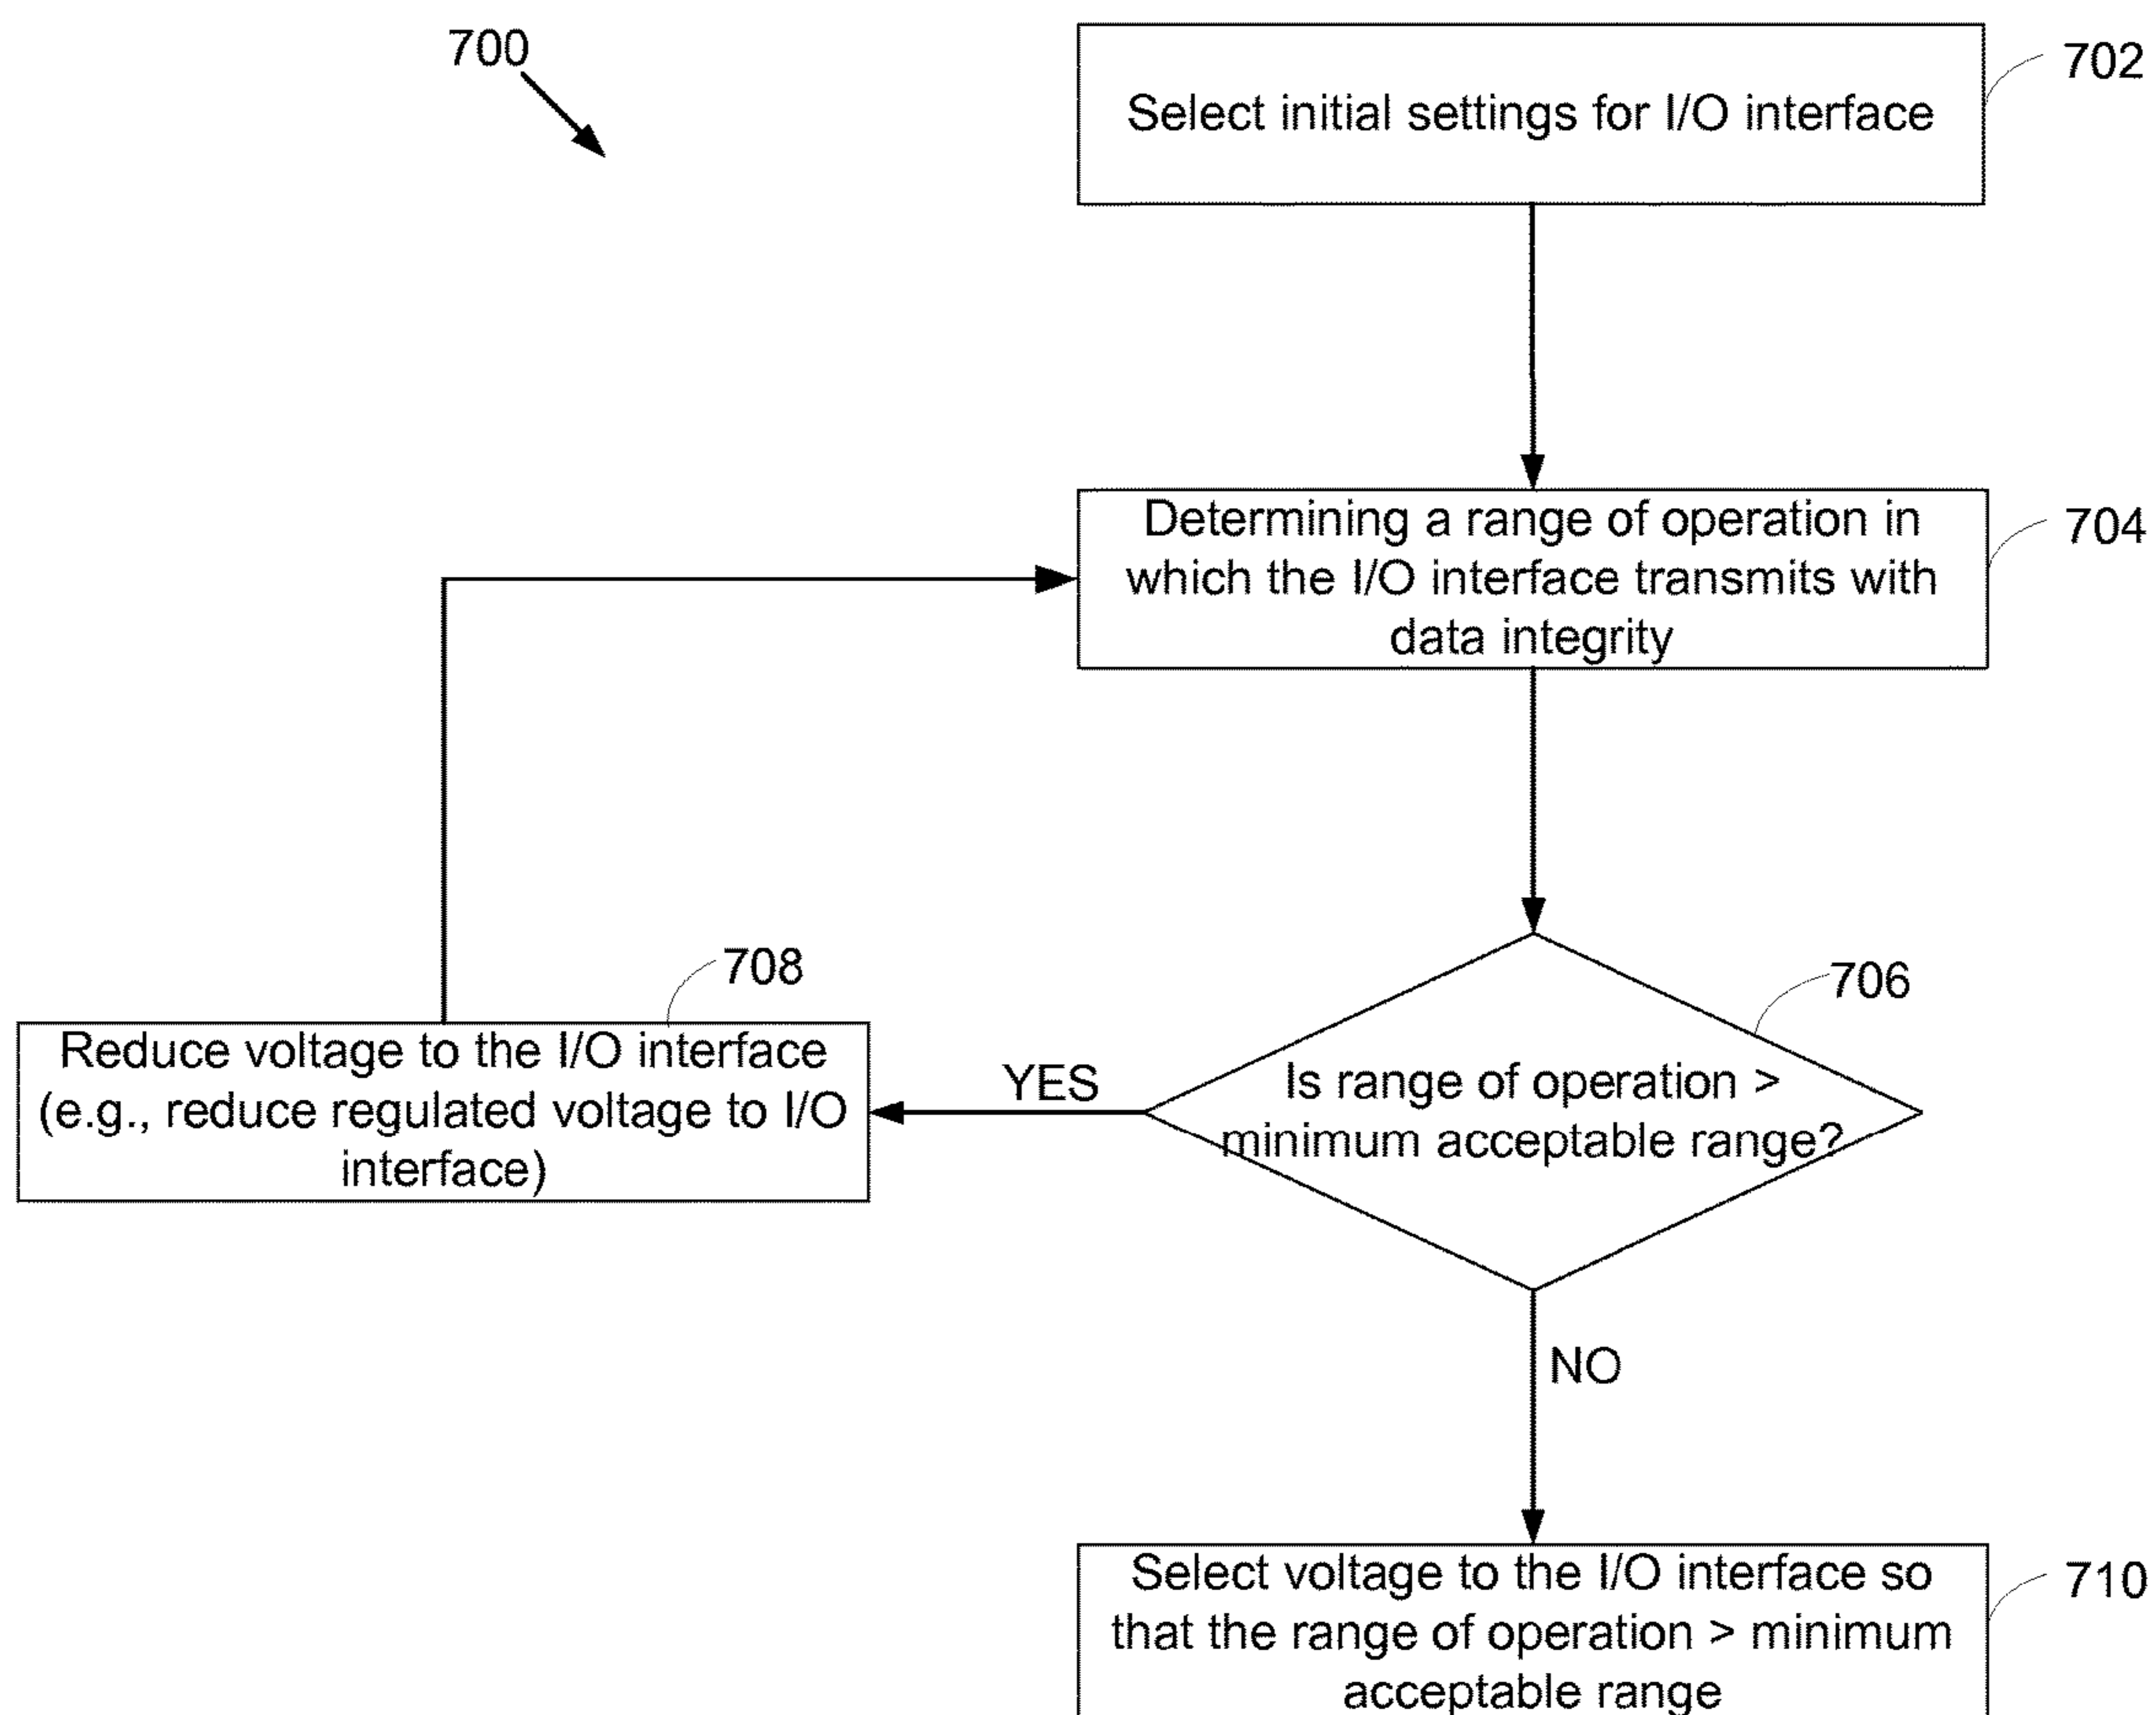 700
Select initial settings for I/O interface
702
Determining a range of operation in
which the I/O interface transmits with
data integrity
704
708
Reduce voltage to the I/O interface
(e.g., reduce regulated voltage to I/O
interface)
YES
706
Is range of operation >
minimum acceptable range?
NO
Select voltage to the I/O interface so
that the range of operation > minimum
acceptable range
710